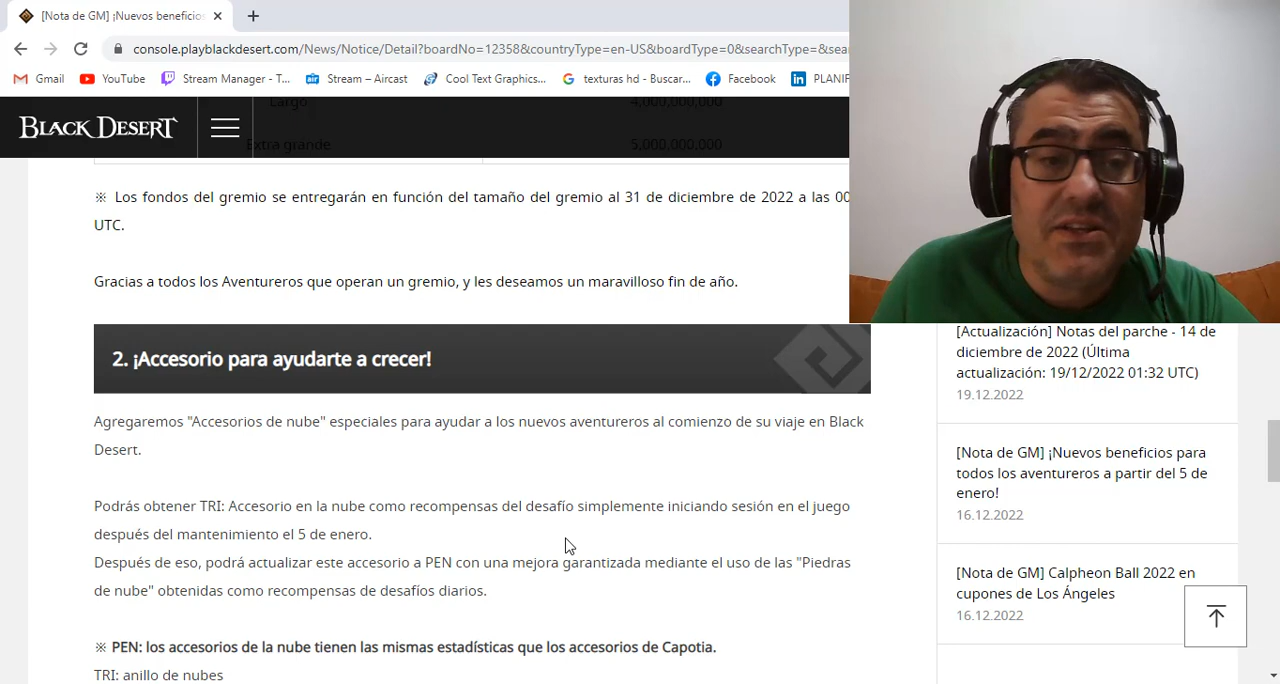 [Nota de GM] ¡Nuevos beneficios
console.playblackdesert.com/News/Notice/Detail?boardNo=12358&countryType=en-US&boardType=0&searchType=&sea
Gmail YouTube Stream Manager - T... Stream – Aircast Cool Text Graphics... texturas hd - Buscar... Facebook PLANIF
BLACK DESERT
Largo 4,000,000,000
Extra grande 5,000,000,000
※ Los fondos del gremio se entregarán en función del tamaño del gremio al 31 de diciembre de 2022 a las 00
UTC.
Gracias a todos los Aventureros que operan un gremio, y les deseamos un maravilloso fin de año.
2. ¡Accesorio para ayudarte a crecer!
Agregaremos "Accesorios de nube" especiales para ayudar a los nuevos aventureros al comienzo de su viaje en Black
Desert.
Podrás obtener TRI: Accesorio en la nube como recompensas del desafío simplemente iniciando sesión en el juego
después del mantenimiento el 5 de enero.
Después de eso, podrá actualizar este accesorio a PEN con una mejora garantizada mediante el uso de las "Piedras
de nube" obtenidas como recompensas de desafíos diarios.
※ PEN: los accesorios de la nube tienen las mismas estadísticas que los accesorios de Capotia.
TRI: anillo de nubes
[Actualización] Notas del parche - 14
de diciembre de 2022 (Última
actualización: 19/12/2022 01:32 UTC)
19.12.2022
[Nota de GM] ¡Nuevos beneficios para
todos los aventureros a partir del 5 de
enero!
16.12.2022
[Nota de GM] Calpheon Ball 2022 en
cupones de Los Ángeles
16.12.2022